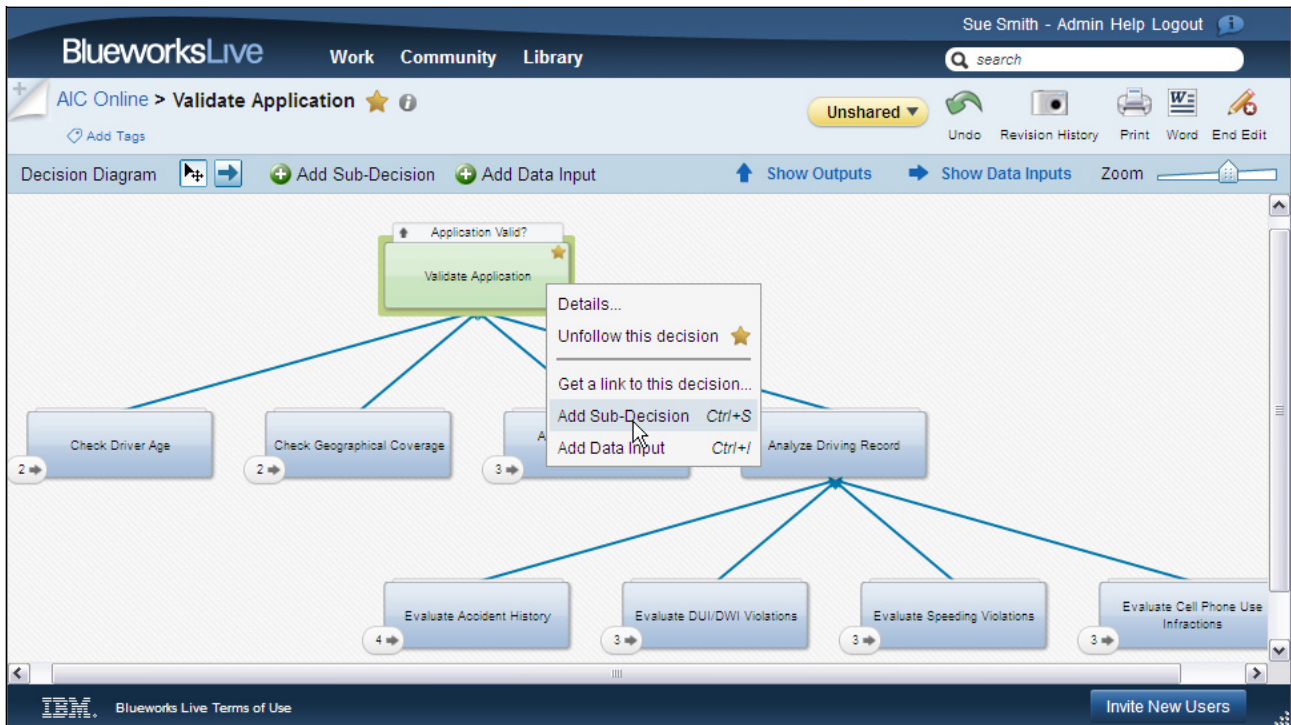 Sue Smith - Admin Help Logout
BlueworksLive
Work Community Library
search
AIC Online > Validate Application
Unshared
Add Tags
Undo Revision History Print Word End Edit
Decision Diagram
Add Sub-Decision Add Data Input
Show Outputs Show Data Inputs Zoom
Application Valid?
Validate Application
Details...
Unfollow this decision
Get a link to this decision...
Add Sub-Decision Ctrl+S
Add Data Input Ctrl+I
Check Driver Age
2
Check Geographical Coverage
2
A
3
Analyze Driving Record
Evaluate Accident History
4
Evaluate DUI/DWI Violations
3
Evaluate Speeding Violations
3
Evaluate Cell Phone Use
Infractions
3
IBM.
Blueworks Live Terms of Use
Invite New Users